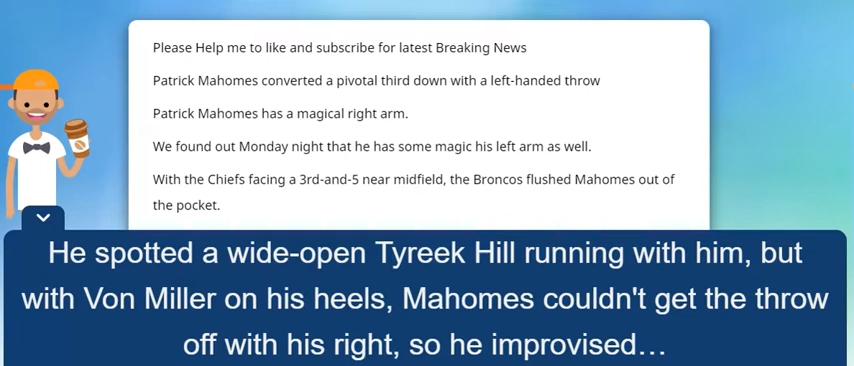 Please Help me to like and subscribe for latest Breaking News
Patrick Mahomes converted a pivotal third down with a left-handed throw
Patrick Mahomes has a magical right arm.
We found out Monday night that he has some magic his left arm as well.
With the Chiefs facing a 3rd-and-5 near midfield, the Broncos flushed Mahomes out of
the pocket.
He spotted a wide-open Tyreek Hill running with him, but
with Von Miller on his heels, Mahomes couldn't get the throw
off with his right, so he improvised…